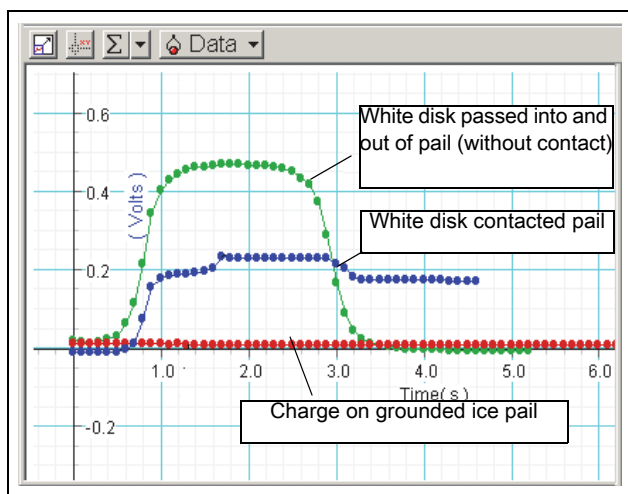 XY
Σ
Data
0.6
White disk passed into and
out of pail (without contact)
0.4
( Volts )
White disk contacted pail
0.2
1.0 2.0 3.0 4.0 5.0 6.0
Time( s )
Charge on grounded ice pail
-0.2